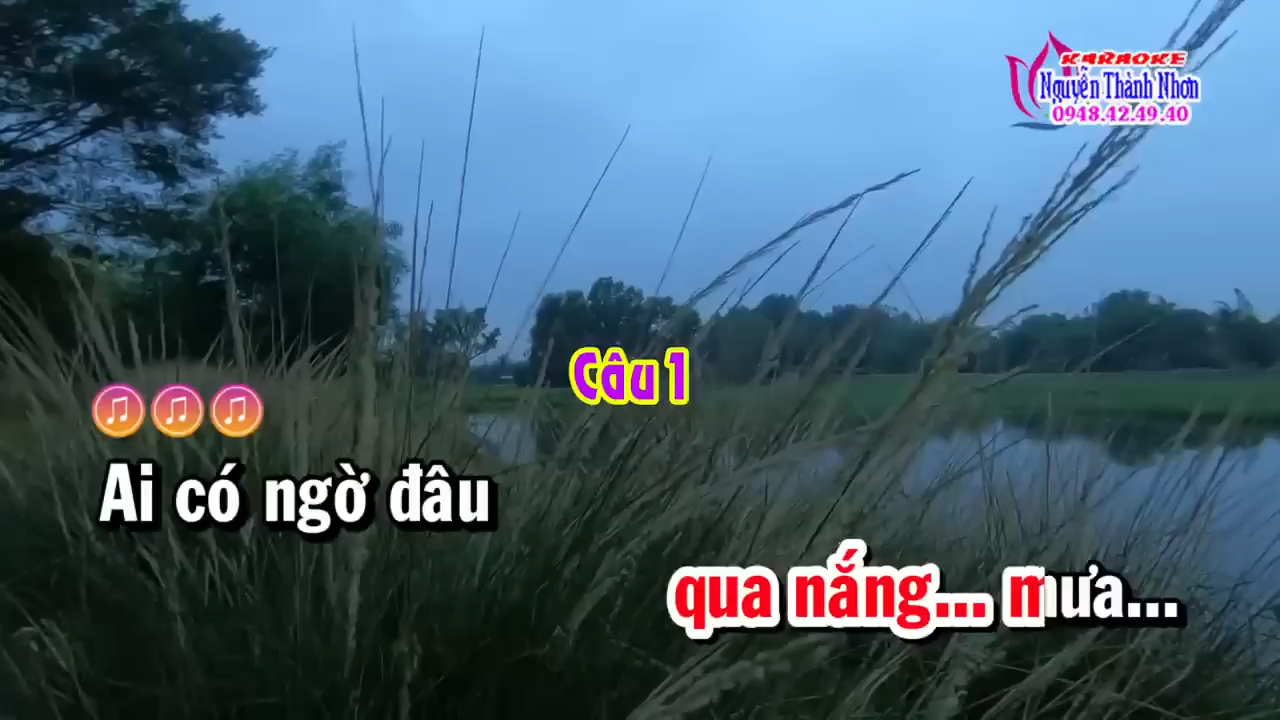 KARAOKE
Nguyễn Thành Nhơn
0948.42.49.40
Câu 1
Ai có ngờ đâu
qua nắng... mưa...